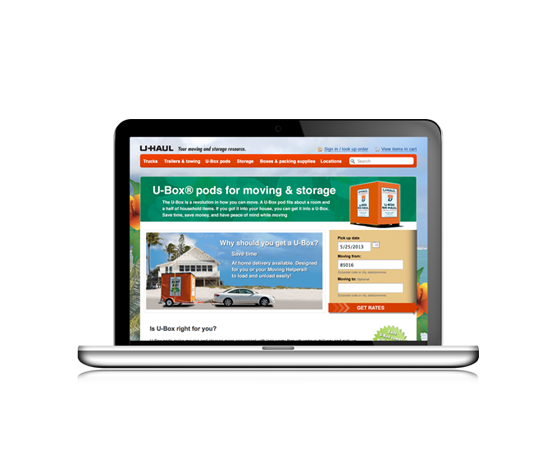 U-HAUL Your moving and storage resource.
Sign in / look up order View items in cart
Trucks Trailers & towing U-Box pods Storage Boxes & packing supplies Locations Search
U-Box® pods for moving & storage
The U-Box is a revolution in how you can move. A U-Box pod fits about a room and
a half of household items. If you got it into your house, you can get it into a U-Box.
Save time, save money, and have peace of mind while moving
U-HAUL
Why should you get a U-Box?
Save time
At home delivery available. Designed
for you or your Moving Helpers®
to load and unload easily!
Pick up date
5/25/2013
Moving from:
85016
Moving to:
GET RATES
Is U-Box right for you?